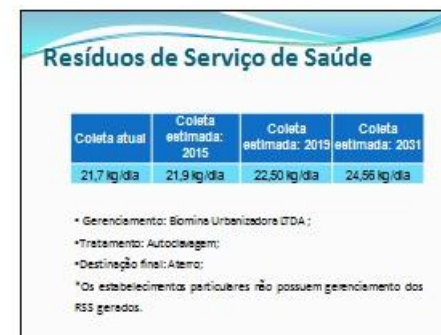 Resíduos de Serviço de Saúde
Coleta atual Coleta estimada: 2015 Coleta estimada: 2019 Coleta estimada: 2031
21,7 kg/dia 21,9 kg/dia 22,50 kg/dia 24,56 kg/dia
• Gerenciamento: Biomina Urbanizadora LTDA ;
•Tratamento: Autoclavagem;
•Destinação final: Aterro;
*Os estabelecimentos particulares não possuem gerenciamento dos
RSS gerados.